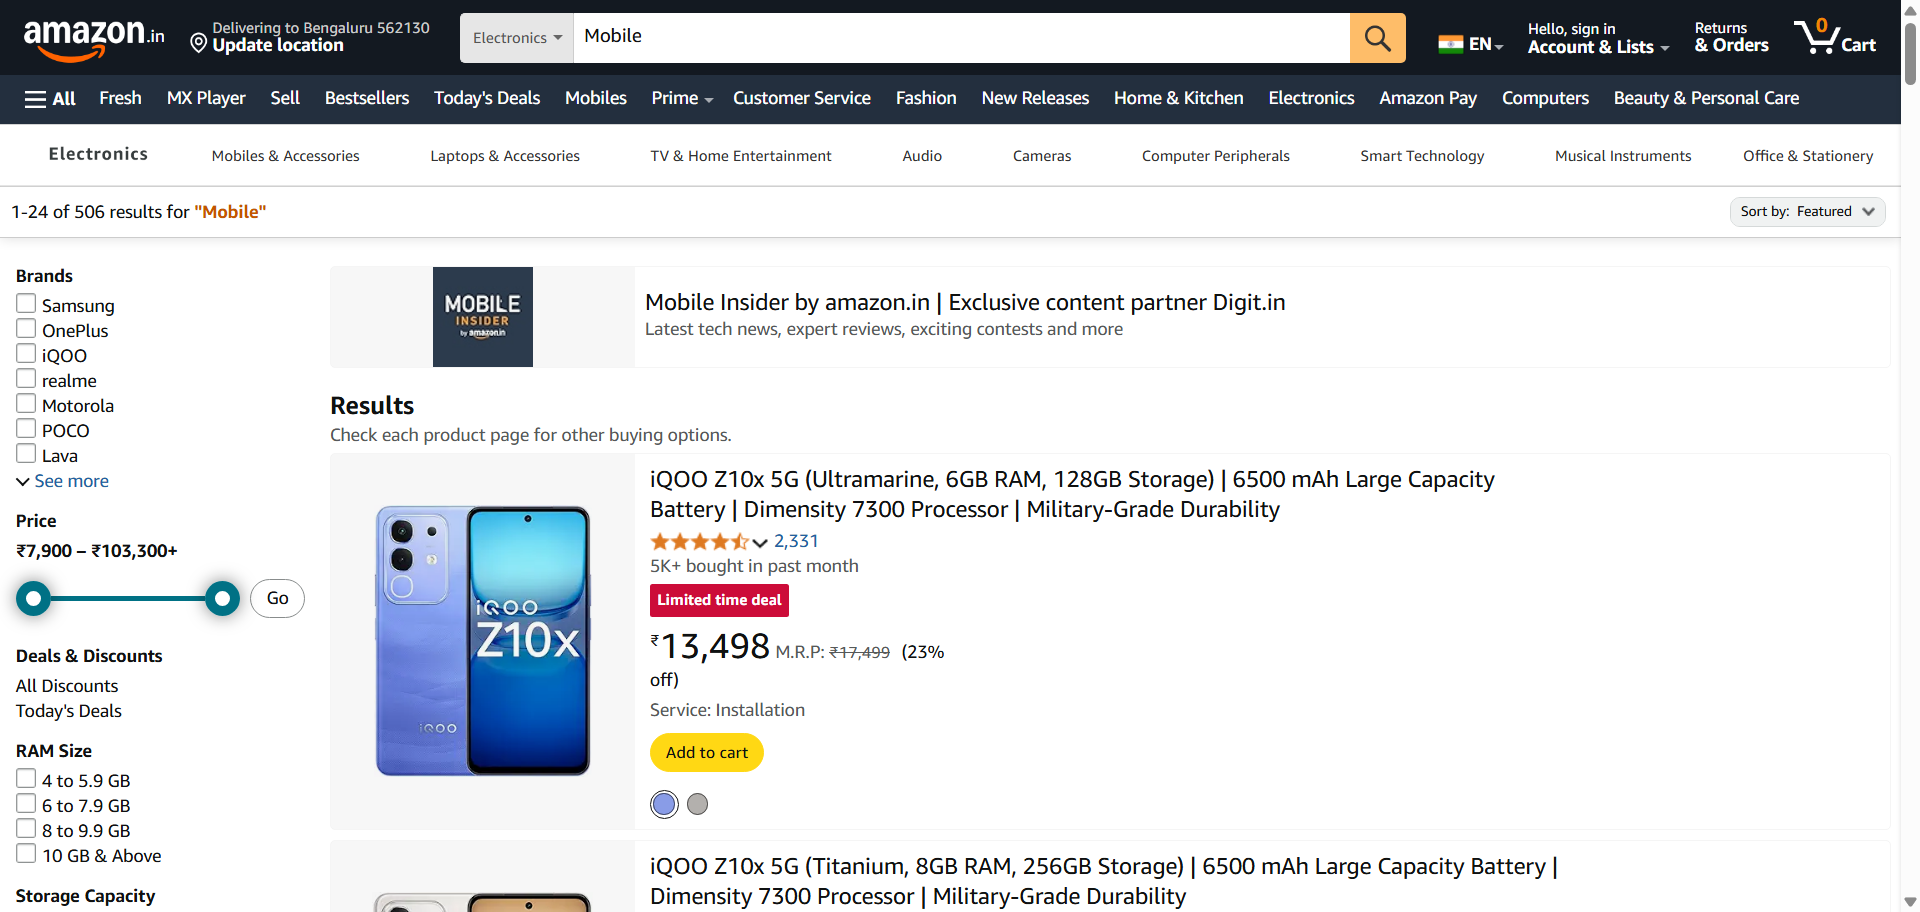 amazon.in
Delivering to Bengaluru 562130
Update location
Electronics
Mobile
EN
Hello, sign in
Account & Lists
Returns
& Orders
0
Cart
All
Fresh
MX Player
Sell
Bestsellers
Today's Deals
Mobiles
Prime
Customer Service
Fashion
New Releases
Home & Kitchen
Electronics
Amazon Pay
Computers
Beauty & Personal Care
Electronics
Mobiles & Accessories
Laptops & Accessories
TV & Home Entertainment
Audio
Cameras
Computer Peripherals
Smart Technology
Musical Instruments
Office & Stationery
1-24 of 506 results for "Mobile"
Sort by: Featured
Brands
Samsung
OnePlus
iQOO
realme
Motorola
POCO
Lava
See more
Price
₹7,900 – ₹103,300+
Go
Deals & Discounts
All Discounts
Today's Deals
RAM Size
4 to 5.9 GB
6 to 7.9 GB
8 to 9.9 GB
10 GB & Above
Storage Capacity
MOBILE
INSIDER
by amazon.in
Mobile Insider by amazon.in | Exclusive content partner Digit.in
Latest tech news, expert reviews, exciting contests and more
Results
Check each product page for other buying options.
iQOO
Z10x
iQOO
iQOO Z10x 5G (Ultramarine, 6GB RAM, 128GB Storage) | 6500 mAh Large Capacity
Battery | Dimensity 7300 Processor | Military-Grade Durability
2,331
5K+ bought in past month
Limited time deal
₹13,498 M.R.P: ₹17,499 (23%
off)
Service: Installation
Add to cart
iQOO Z10x 5G (Titanium, 8GB RAM, 256GB Storage) | 6500 mAh Large Capacity Battery |
Dimensity 7300 Processor | Military-Grade Durability